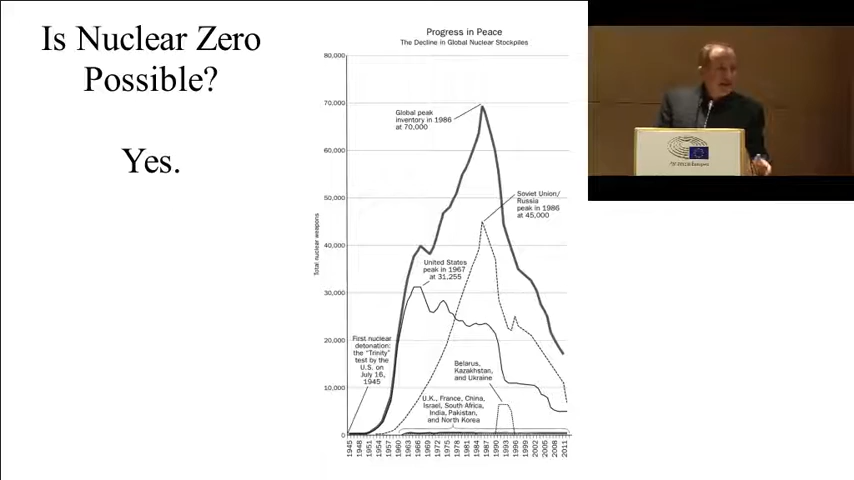 Is Nuclear Zero
Possible?
Yes.
Progress in Peace
The Decline in Global Nuclear Stockpiles
Total nuclear weapons
80,000
70,000
60,000
50,000
40,000
30,000
20,000
10,000
0
Global peak
inventory in 1986
at 70,000
Soviet Union/
Russia
peak in 1986
at 45,000
United States
peak in 1967
at 31,255
First nuclear
detonation:
the "Trinity"
test by the
U.S. on
July 16,
1945
Belarus,
Kazakhstan,
and Ukraine
U.K., France, China,
Israel, South Africa,
India, Pakistan,
and North Korea
1945
1948
1951
1954
1957
1960
1963
1966
1969
1972
1975
1978
1981
1984
1987
1990
1993
1996
1999
2002
2005
2008
2011